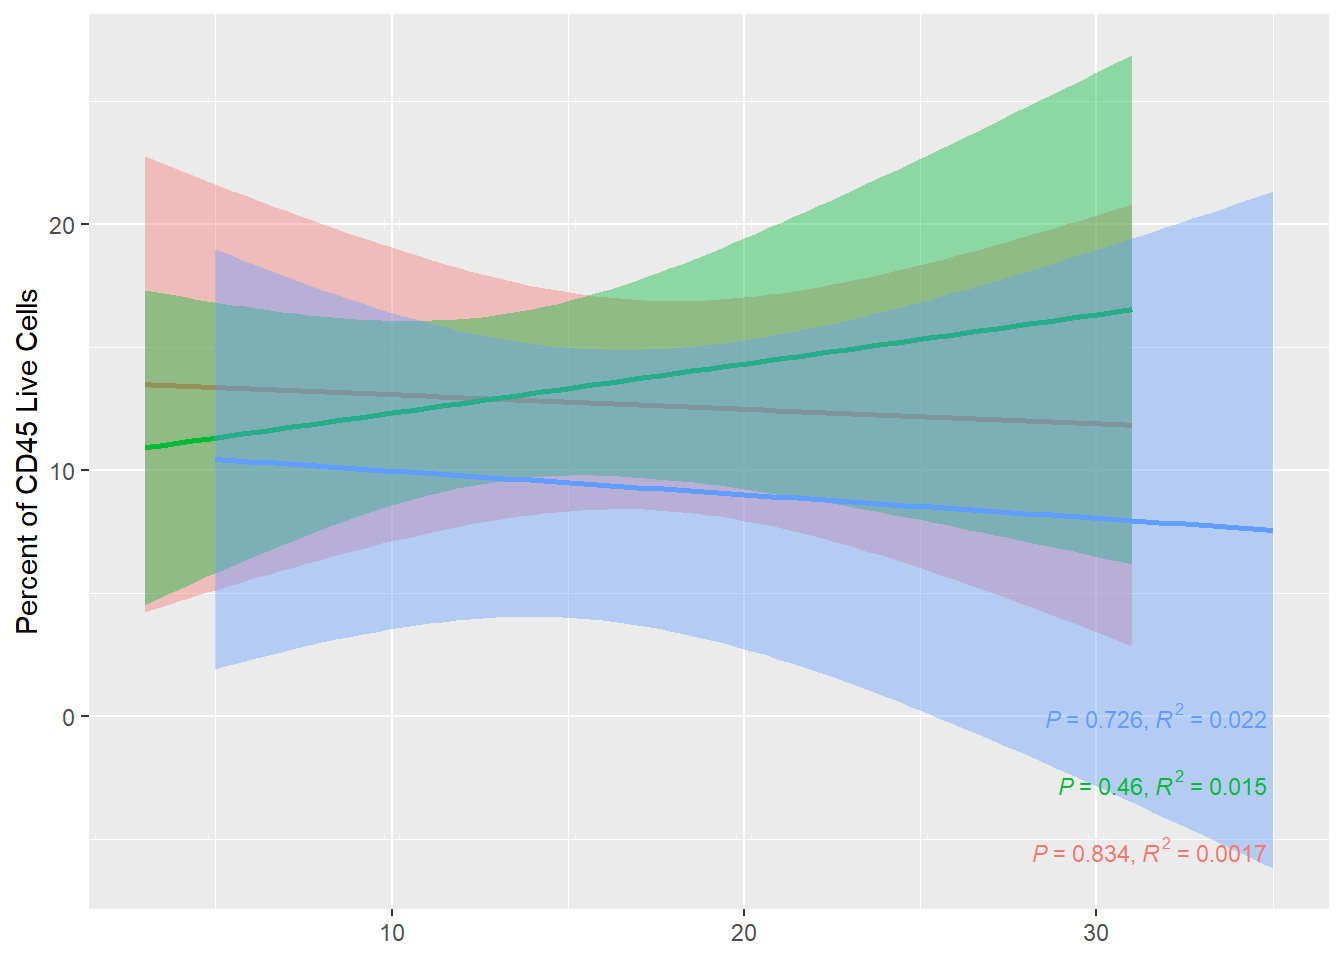 Percent of CD45 Live Cells
20
10
0
P = 0.726, R² = 0.022
P = 0.46, R² = 0.015
P = 0.834, R² = 0.0017
10 20 30